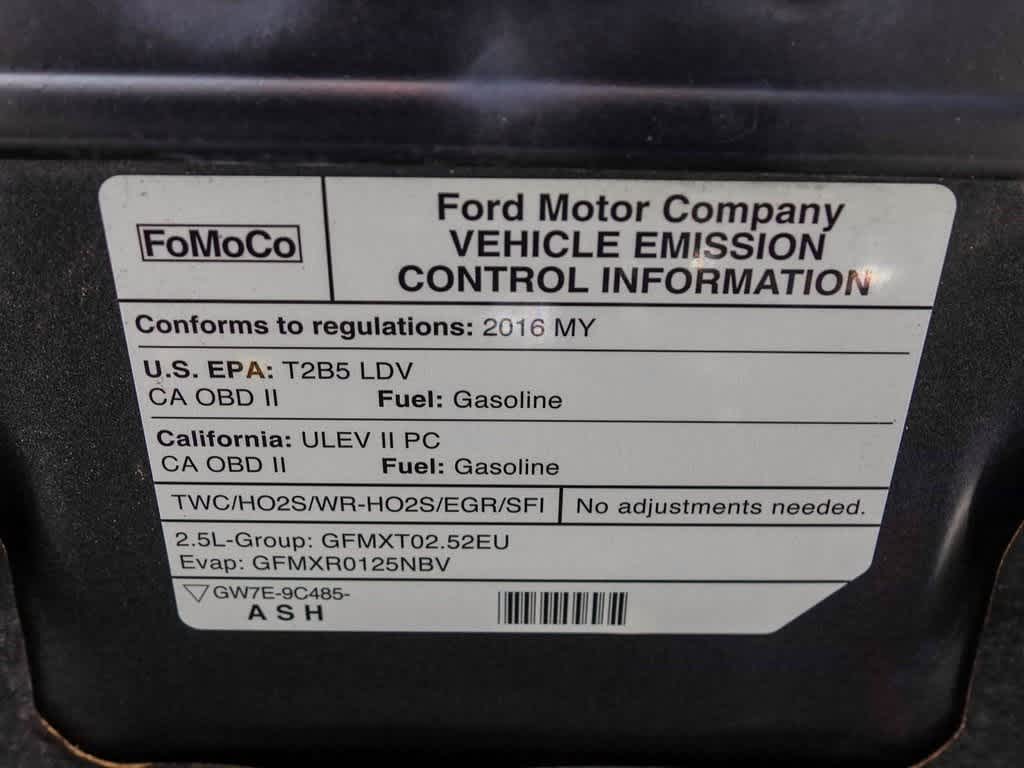 FoMoCo
Ford Motor Company
VEHICLE EMISSION
CONTROL INFORMATION
Conforms to regulations: 2016 MY
U.S. EPA: T2B5 LDV
CA OBD II Fuel: Gasoline
California: ULEV II PC
CA OBD II Fuel: Gasoline
TWC/HO2S/WR-HO2S/EGR/SFI No adjustments needed.
2.5L-Group: GFMXT02.52EU
Evap: GFMXR0125NBV
GW7E-9C485-
A S H